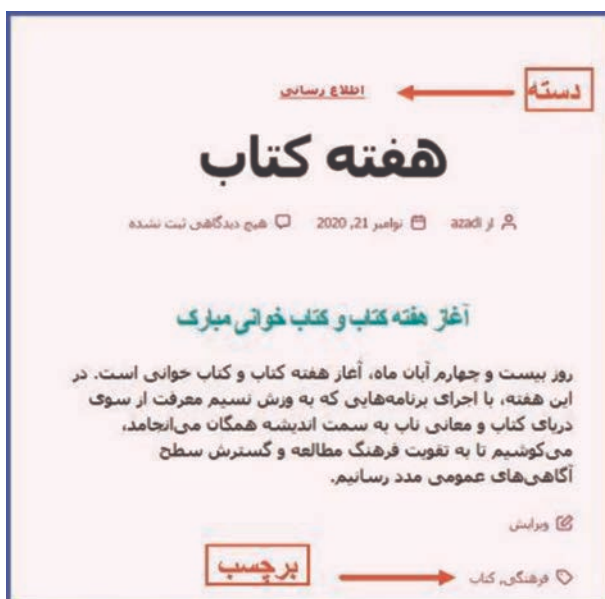 دسته
اطلاع رسانی
هفته کتاب
از azadi نوامبر 21, 2020 هیچ دیدگاهی ثبت نشده
آغاز هفته کتاب و کتاب خوانی مبارک
روز بیست و چهارم آبان ماه، آغاز هفته کتاب و کتاب خوانی است. در
این هفته، با اجرای برنامه‌هایی که به وزش نسیم معرفت از سوی
دریای کتاب و معانی ناب به سمت اندیشه همگان می‌انجامد،
می‌کوشیم تا به تقویت فرهنگ مطالعه و گسترش سطح
آگاهی‌های عمومی مدد رسانیم.
ویرایش
برچسب
فرهنگی, کتاب